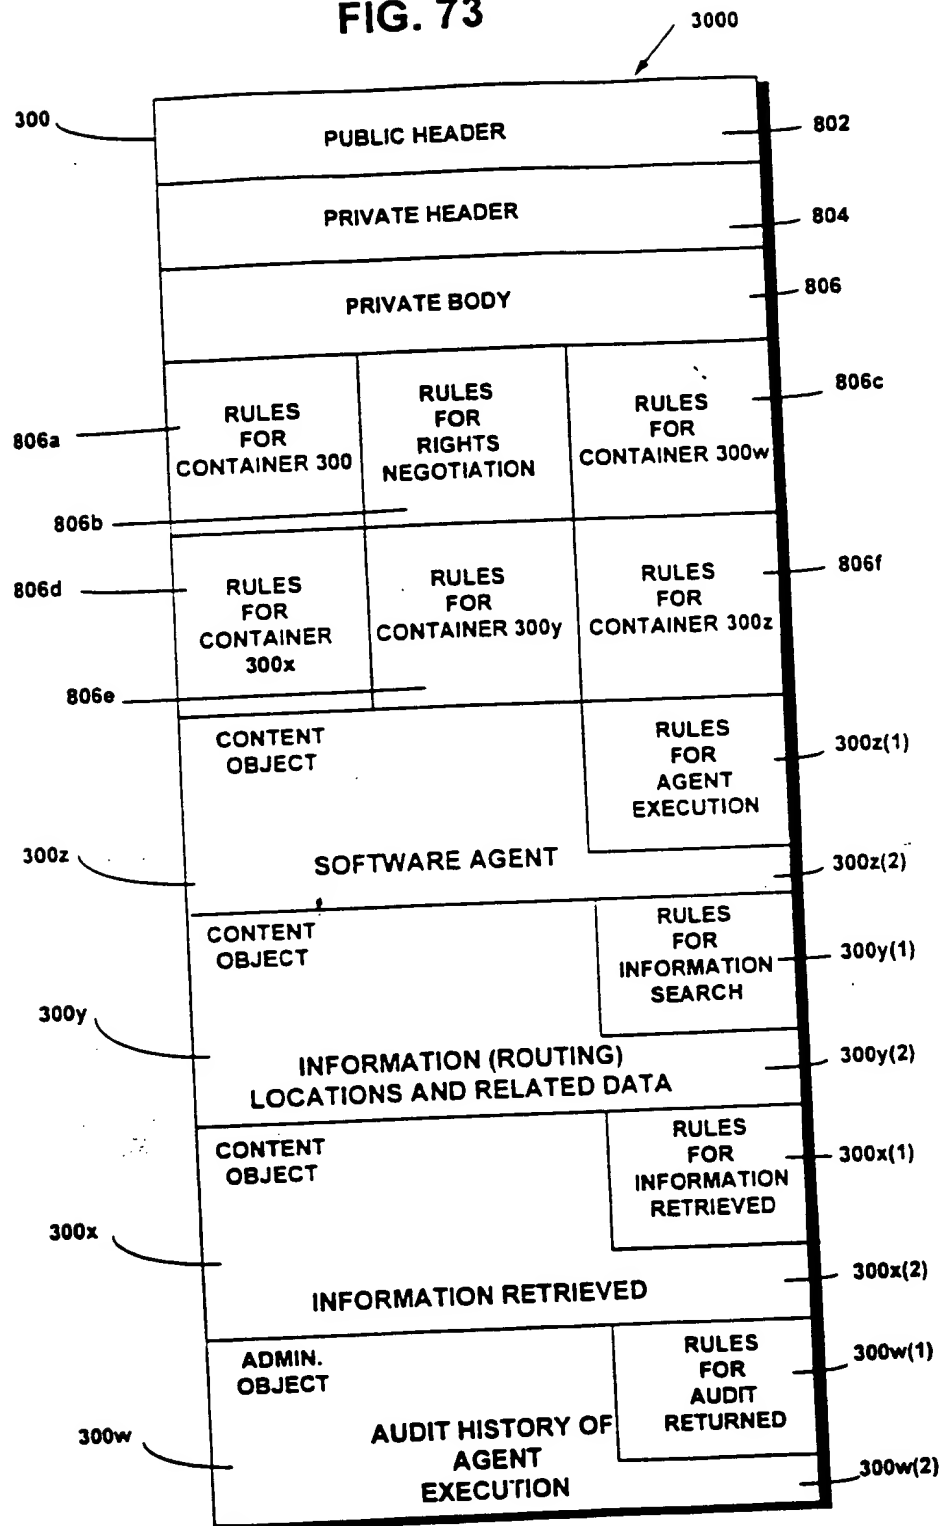 FIG. 73
3000
300
PUBLIC HEADER
802
PRIVATE HEADER
804
PRIVATE BODY
806
806a
RULES
FOR
CONTAINER 300
806b
RULES
FOR
RIGHTS
NEGOTIATION
RULES
FOR
CONTAINER 300w
806c
806d
RULES
FOR
CONTAINER
300x
806e
RULES
FOR
CONTAINER 300y
RULES
FOR
CONTAINER 300z
806f
CONTENT
OBJECT
RULES
FOR
AGENT
EXECUTION
300z(1)
300z
SOFTWARE AGENT
300z(2)
CONTENT
OBJECT
RULES
FOR
INFORMATION
SEARCH
300y(1)
300y
INFORMATION (ROUTING)
LOCATIONS AND RELATED DATA
300y(2)
CONTENT
OBJECT
RULES
FOR
INFORMATION
RETRIEVED
300x(1)
300x
INFORMATION RETRIEVED
300x(2)
ADMIN.
OBJECT
RULES
FOR
AUDIT
RETURNED
300w(1)
300w
AUDIT HISTORY OF
AGENT
EXECUTION
300w(2)